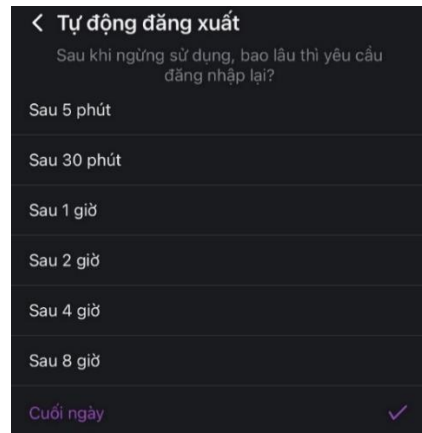 Tự động đăng xuất
Sau khi ngừng sử dụng, bao lâu thì yêu cầu
đăng nhập lại?
Sau 5 phút
Sau 30 phút
Sau 1 giờ
Sau 2 giờ
Sau 4 giờ
Sau 8 giờ
Cuối ngày